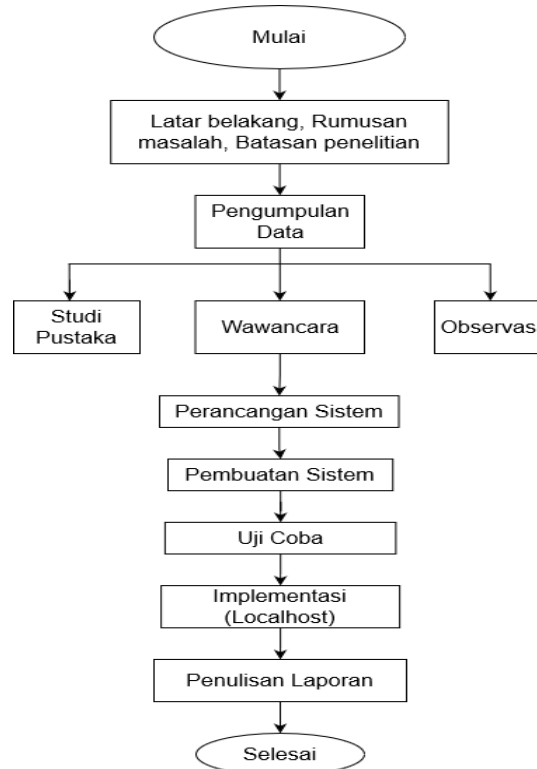 Mulai
Latar belakang, Rumusan
masalah, Batasan penelitian
Pengumpulan
Data
Studi
Pustaka
Wawancara
Observas
Perancangan Sistem
Pembuatan Sistem
Uji Coba
Implementasi
(Localhost)
Penulisan Laporan
Selesai